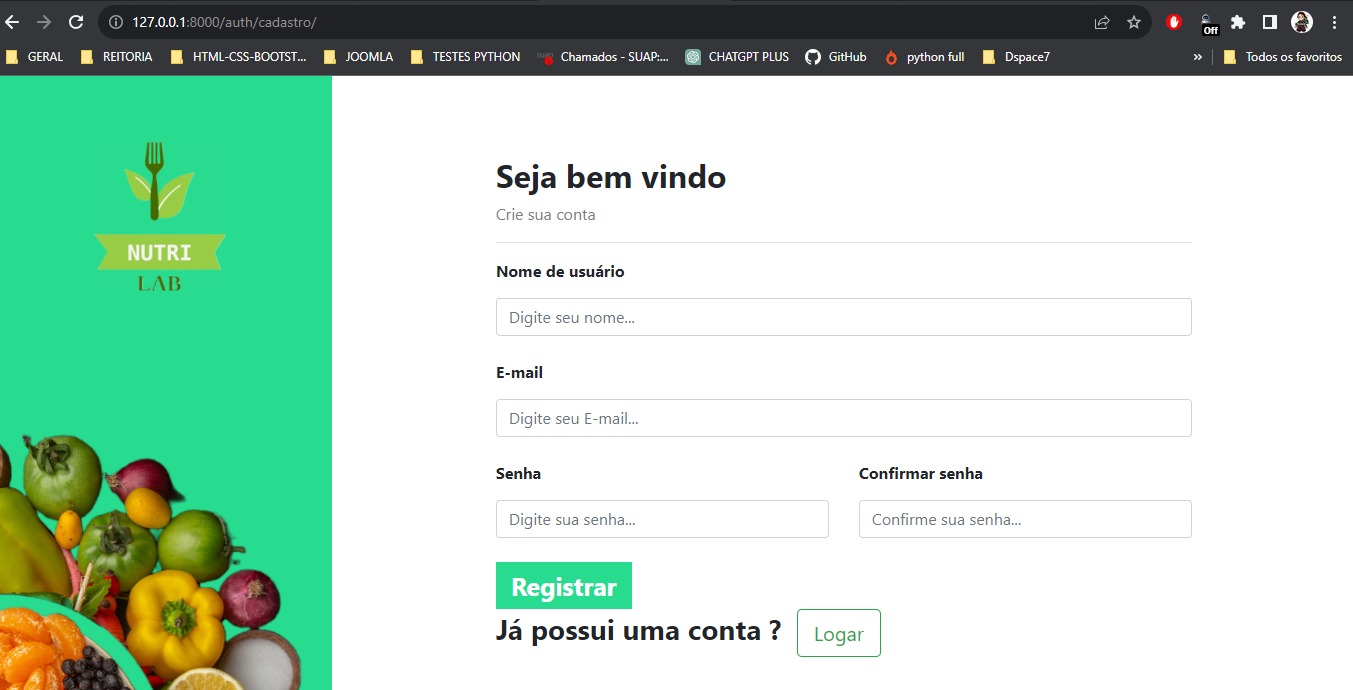 127.0.0.1:8000/auth/cadastro/
Off
GERAL REITORIA HTML-CSS-BOOTST... JOOMLA TESTES PYTHON Chamados - SUAP:... CHATGPT PLUS GitHub python full Dspace7 » Todos os favoritos
NUTRI
LAB
Seja bem vindo
Crie sua conta
Nome de usuário
Digite seu nome...
E-mail
Digite seu E-mail...
Senha Confirmar senha
Digite sua senha... Confirme sua senha...
Registrar
Já possui uma conta ? Logar